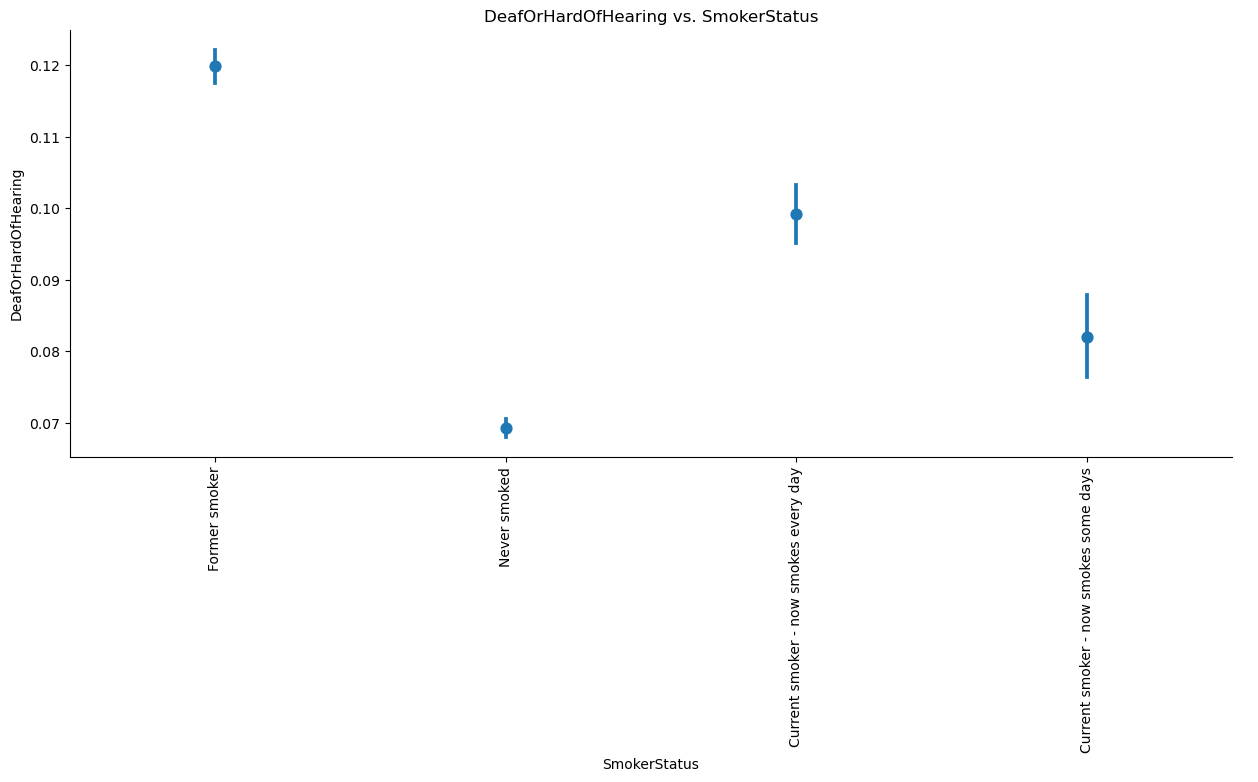 DeafOrHardOfHearing vs. SmokerStatus
DeafOrHardOfHearing
0.12
0.11
0.10
0.09
0.08
0.07
Former smoker
Never smoked
Current smoker - now smokes every day
Current smoker - now smokes some days
SmokerStatus